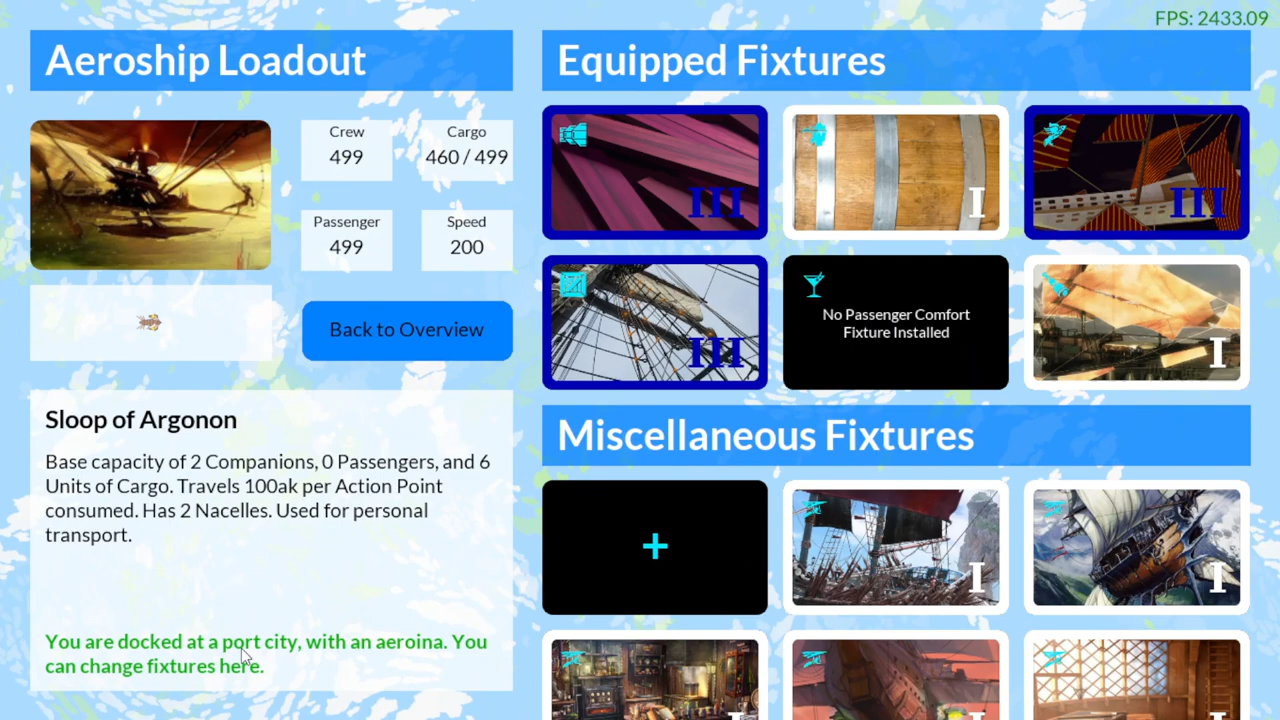 FPS: 2433.09
Aeroship Loadout
Crew
499
Cargo
460 / 499
Passenger
499
Speed
200
Back to Overview
Sloop of Argonon
Base capacity of 2 Companions, 0 Passengers, and 6
Units of Cargo. Travels 100ak per Action Point
consumed. Has 2 Nacelles. Used for personal
transport.
You are docked at a port city, with an aeroina. You
can change fixtures here.
Equipped Fixtures
III
I
III
III
No Passenger Comfort
Fixture Installed
I
Miscellaneous Fixtures
+
I
I